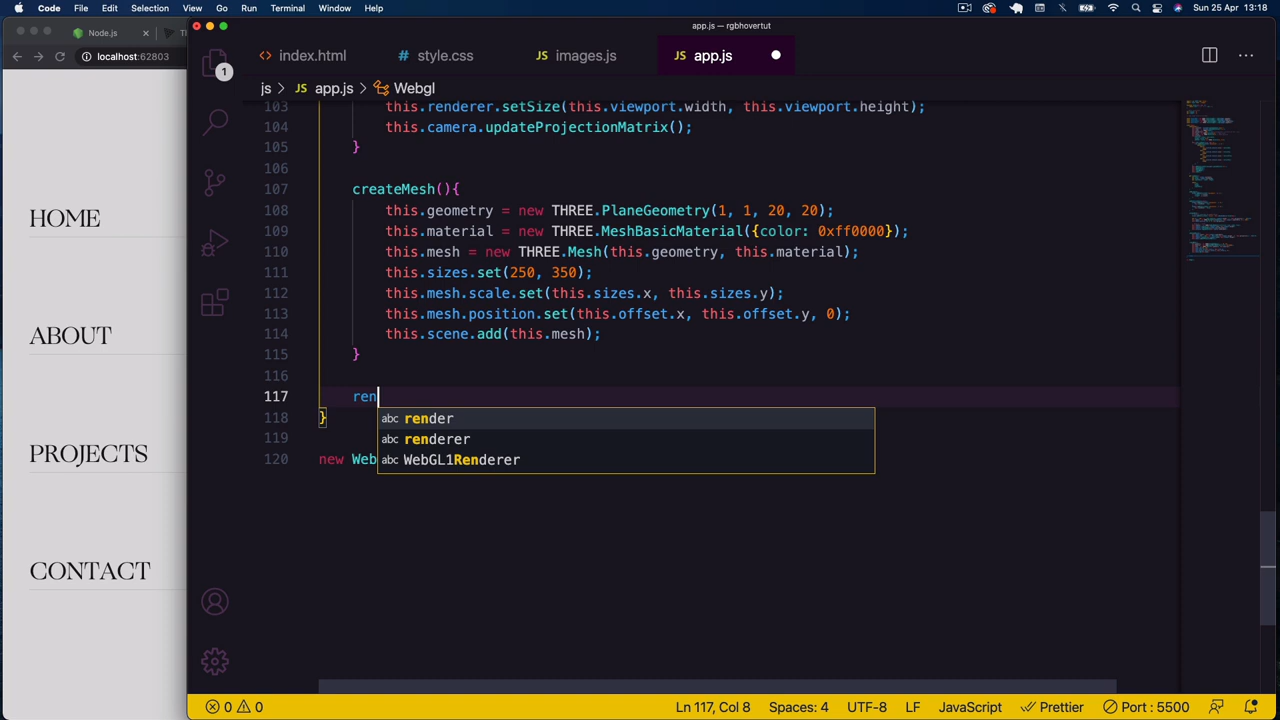 Code File Edit Selection View Go Run Terminal Window Help Sun 25 Apr 13:18
app.js — rgbhovertut
Node.js
localhost:62803
index.html style.css images.js app.js
JS JS JS
1
js app.js Webgl
103 this.renderer.setSize(this.viewport.width, this.viewport.height);
104 this.camera.updateProjectionMatrix();
105 }
106
107 createMesh(){
108 this.geometry = new THREE.PlaneGeometry(1, 1, 20, 20);
109 this.material = new THREE.MeshBasicMaterial({color: 0xff0000});
110 this.mesh = new THREE.Mesh(this.geometry, this.material);
111 this.sizes.set(250, 350);
112 this.mesh.scale.set(this.sizes.x, this.sizes.y);
113 this.mesh.position.set(this.offset.x, this.offset.y, 0);
114 this.scene.add(this.mesh);
115 }
116
117 ren
abc render
118 }
abc renderer
119
120 new Web
abc WebGL1Renderer
HOME
ABOUT
PROJECTS
CONTACT
0 0 Ln 117, Col 8 Spaces: 4 UTF-8 LF JavaScript Prettier Port : 5500